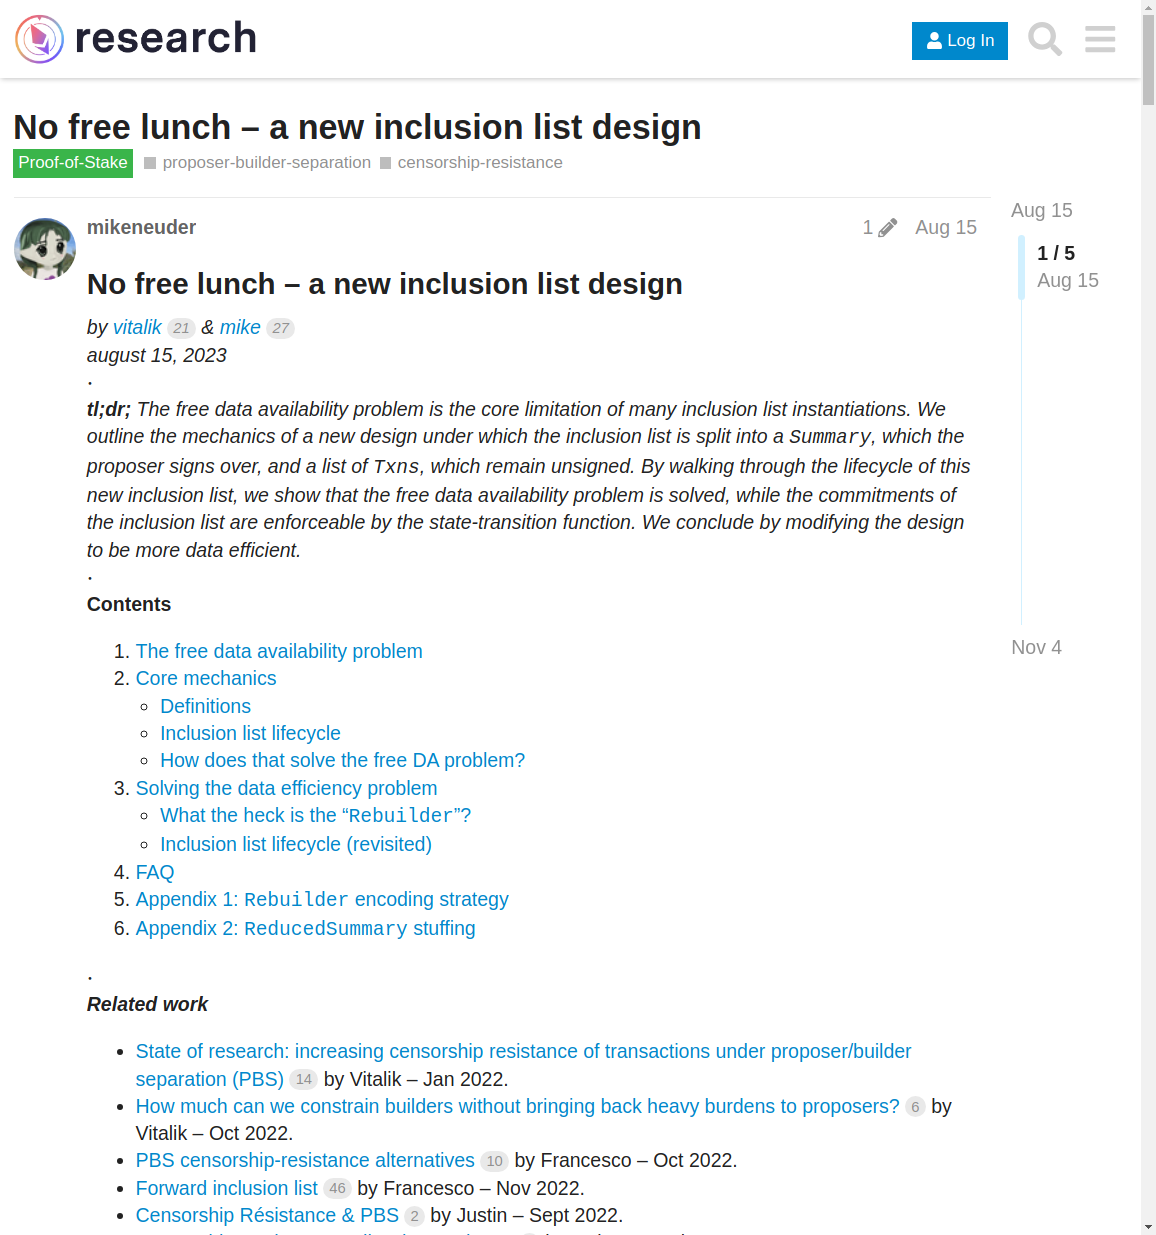 research
Log In
No free lunch – a new inclusion list design
Proof-of-Stake proposer-builder-separation censorship-resistance
mikeneuder 1 Aug 15
Aug 15
1 / 5
Aug 15
Nov 4
No free lunch – a new inclusion list design
by vitalik 21 & mike 27
august 15, 2023
·
tl;dr; The free data availability problem is the core limitation of many inclusion list instantiations. We
outline the mechanics of a new design under which the inclusion list is split into a Summary, which the
proposer signs over, and a list of Txns, which remain unsigned. By walking through the lifecycle of this
new inclusion list, we show that the free data availability problem is solved, while the commitments of
the inclusion list are enforceable by the state-transition function. We conclude by modifying the design
to be more data efficient.
·
Contents
1. The free data availability problem
2. Core mechanics
◦ Definitions
◦ Inclusion list lifecycle
◦ How does that solve the free DA problem?
3. Solving the data efficiency problem
◦ What the heck is the “Rebuilder”?
◦ Inclusion list lifecycle (revisited)
4. FAQ
5. Appendix 1: Rebuilder encoding strategy
6. Appendix 2: ReducedSummary stuffing
·
Related work
• State of research: increasing censorship resistance of transactions under proposer/builder
separation (PBS) 14 by Vitalik – Jan 2022.
• How much can we constrain builders without bringing back heavy burdens to proposers? 6 by
Vitalik – Oct 2022.
• PBS censorship-resistance alternatives 10 by Francesco – Oct 2022.
• Forward inclusion list 46 by Francesco – Nov 2022.
• Censorship Résistance & PBS 2 by Justin – Sept 2022.